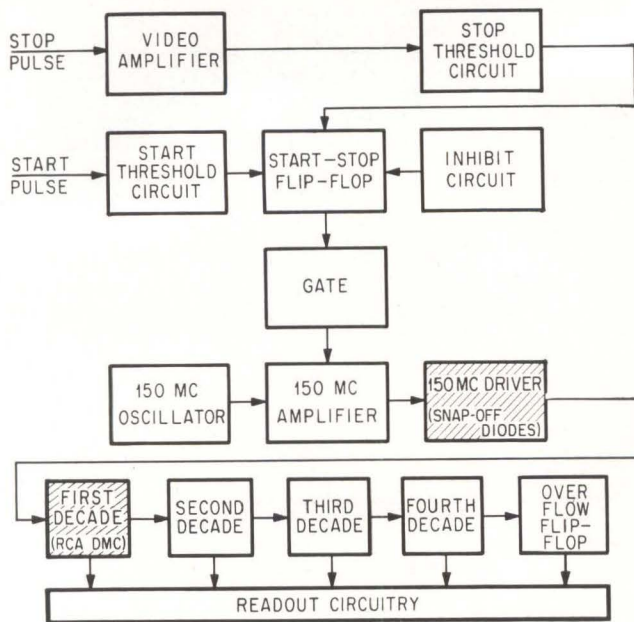 STOP
PULSE
VIDEO
AMPLIFIER
STOP
THRESHOLD
CIRCUIT
START
PULSE
START
THRESHOLD
CIRCUIT
START-STOP
FLIP-FLOP
INHIBIT
CIRCUIT
GATE
150 MC
OSCILLATOR
150 MC
AMPLIFIER
150 MC DRIVER
(SNAP-OFF
DIODES)
FIRST
DECADE
(RCA DMC)
SECOND
DECADE
THIRD
DECADE
FOURTH
DECADE
OVER
FLOW
FLIP-
FLOP
READOUT CIRCUITRY